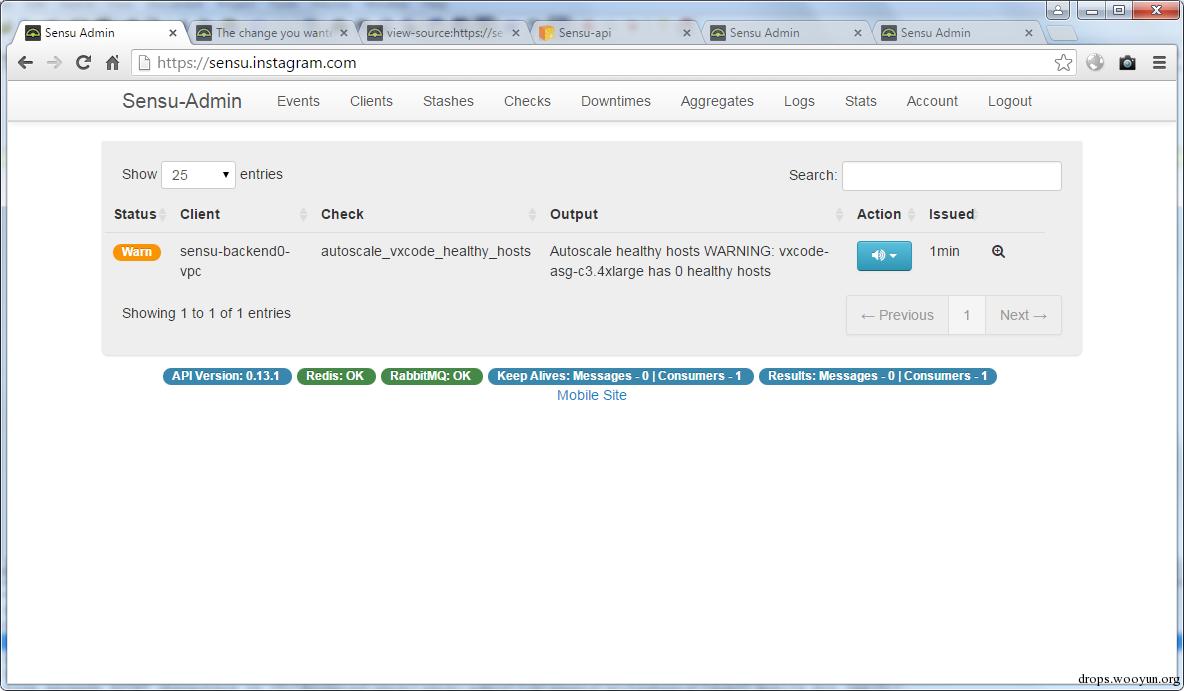 Sensu Admin
The change you want
view-source:https://se
Sensu-api
Sensu Admin
Sensu Admin
https://sensu.instagram.com
Sensu-Admin Events Clients Stashes Checks Downtimes Aggregates Logs Stats Account Logout
Show 25 entries Search:
Status Client Check Output Action Issued
Warn sensu-backend0- autoscale_vxcode_healthy_hosts Autoscale healthy hosts WARNING: vxcode- 1min
vpc asg-c3.4xlarge has 0 healthy hosts
Showing 1 to 1 of 1 entries ← Previous 1 Next →
API Version: 0.13.1 Redis: OK RabbitMQ: OK Keep Alives: Messages - 0 | Consumers - 1 Results: Messages - 0 | Consumers - 1
Mobile Site
drops.wooyun.org